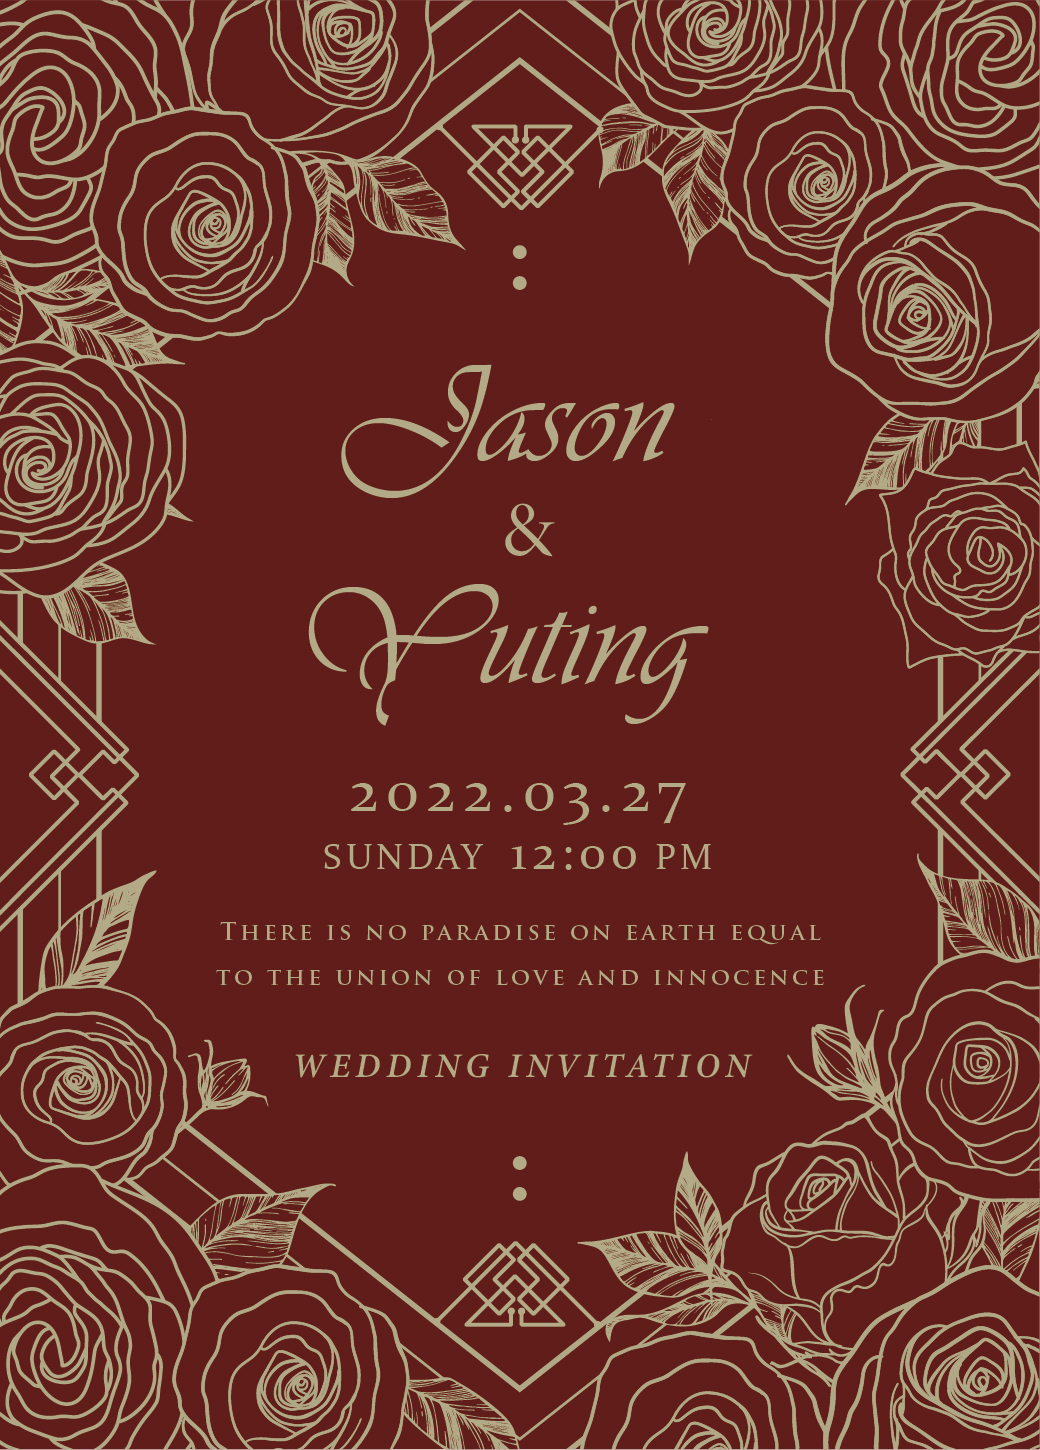 Jason
&
Yuting
2022.03.27
SUNDAY 12:00 PM
THERE IS NO PARADISE ON EARTH EQUAL
TO THE UNION OF LOVE AND INNOCENCE
WEDDING INVITATION